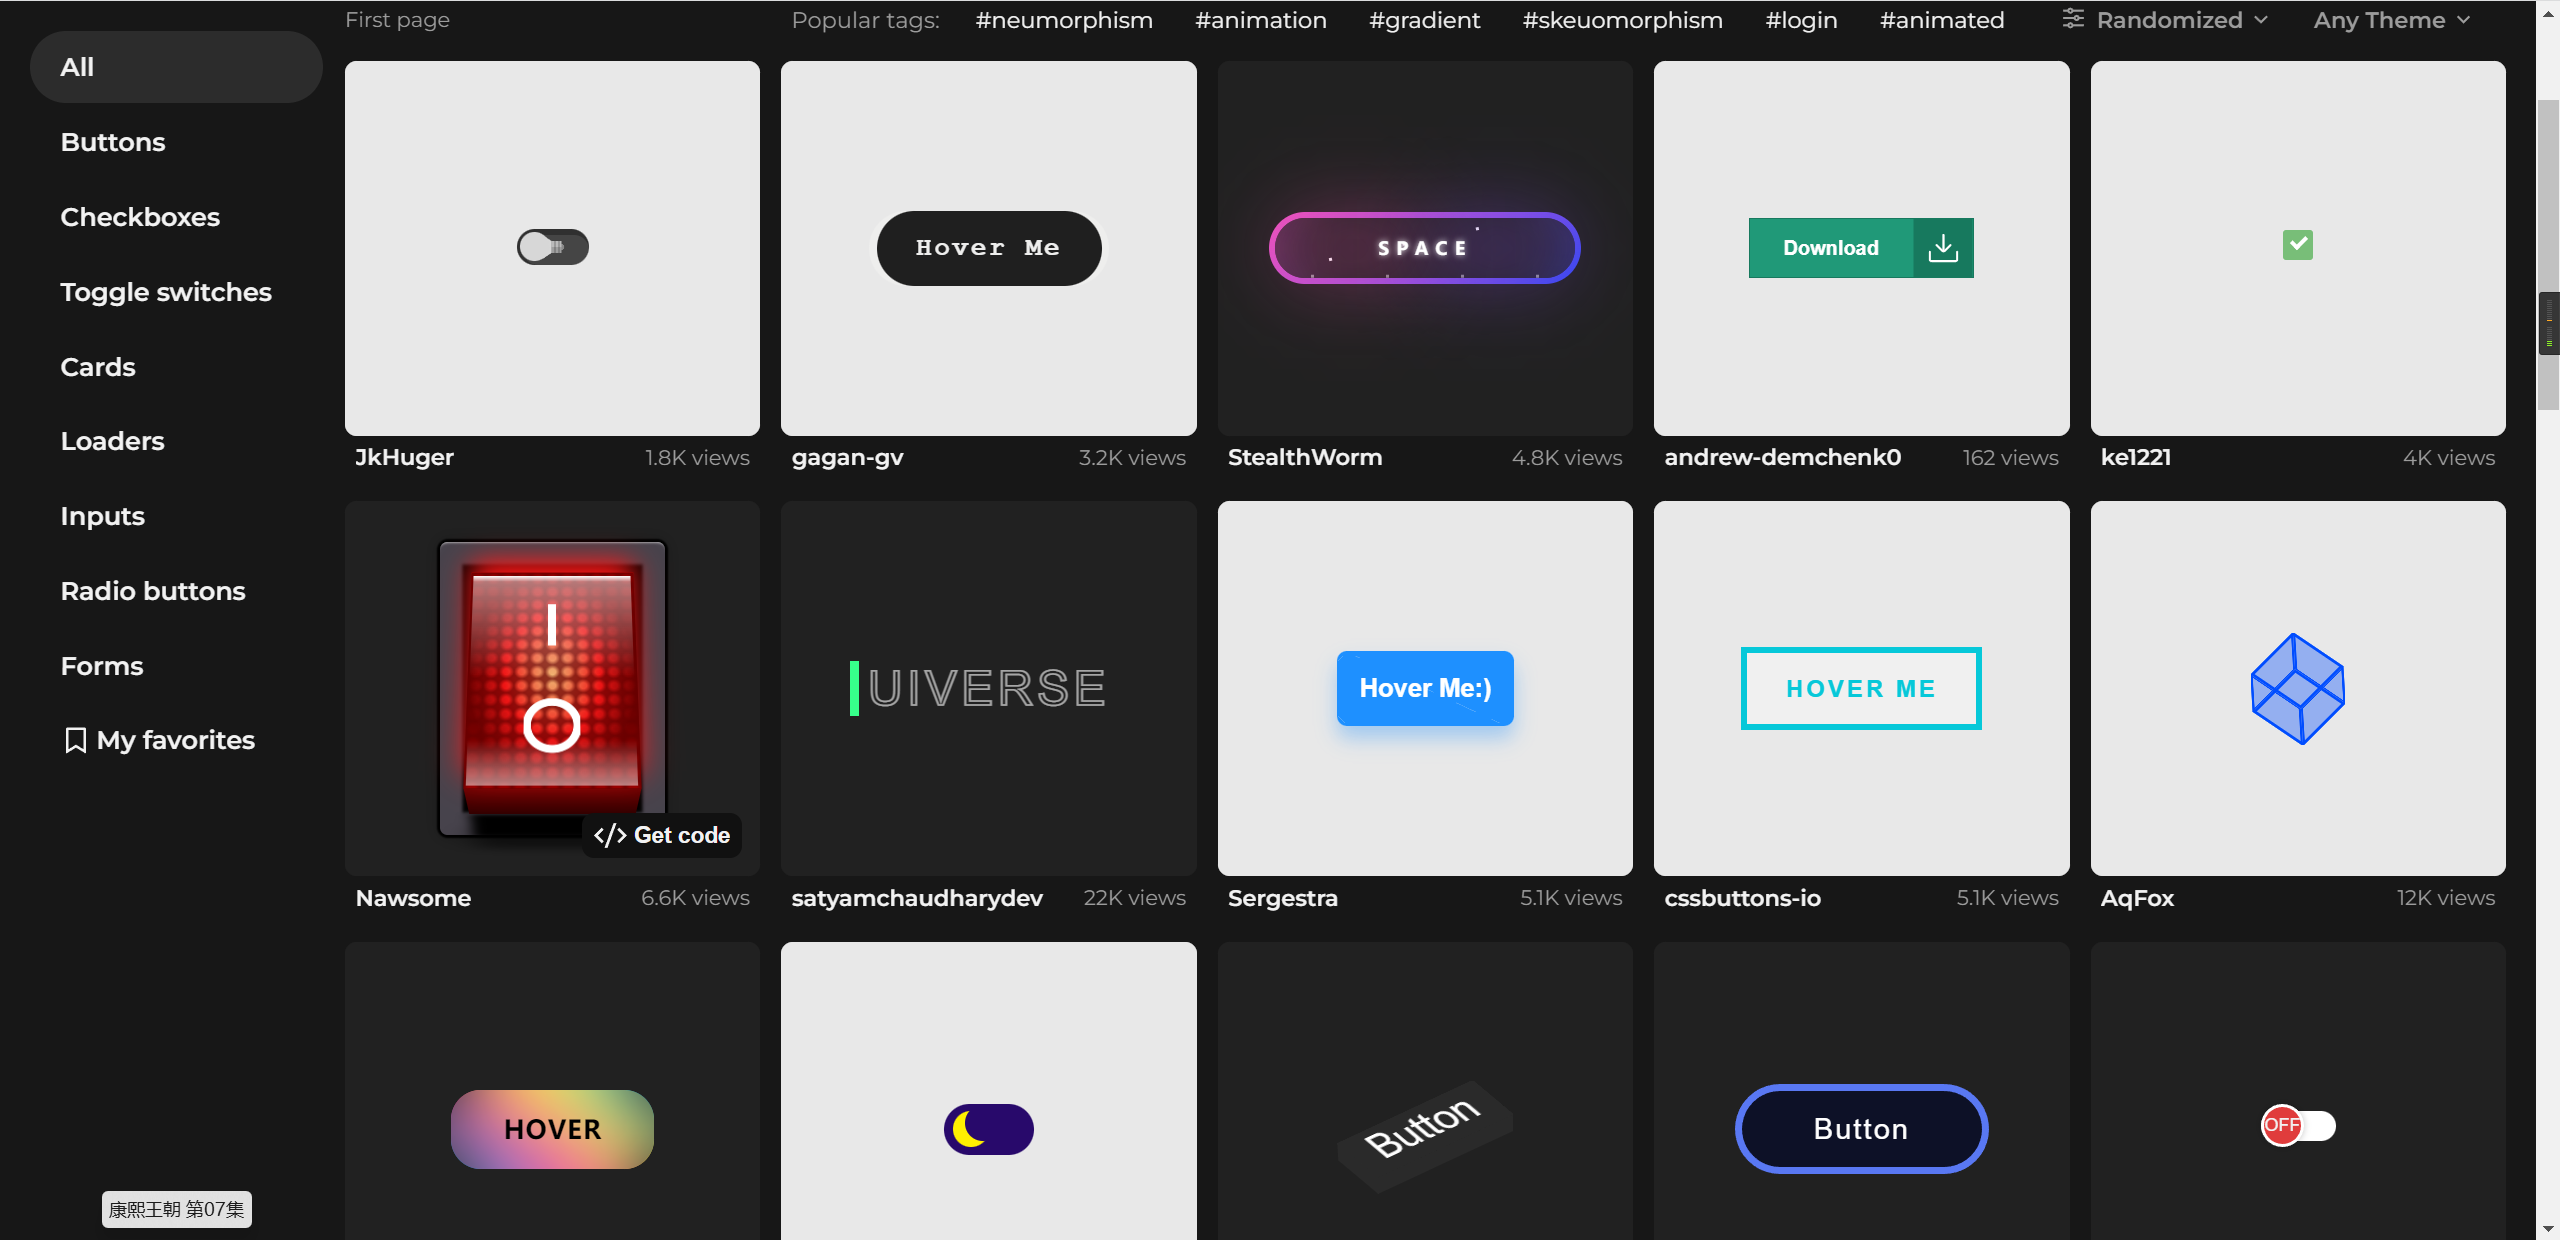 First page
Popular tags: #neumorphism #animation #gradient #skeuomorphism #login #animated
Randomized
Any Theme
All
Buttons
Checkboxes
Toggle switches
Cards
Loaders
Inputs
Radio buttons
Forms
My favorites
Hover Me
SPACE
Download
JkHuger 1.8K views
gagan-gv 3.2K views
StealthWorm 4.8K views
andrew-demchenk0 162 views
ke1221 4K views
</> Get code
UIVERSE
Hover Me:)
HOVER ME
Nawsome 6.6K views
satyamchaudharydev 22K views
Sergestra 5.1K views
cssbuttons-io 5.1K views
AqFox 12K views
HOVER
Button
Button
OFF
康熙王朝 第07集